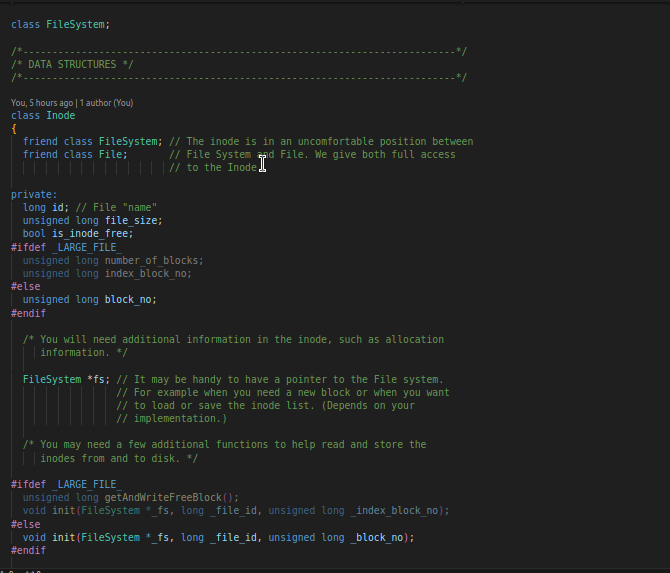 class FileSystem;
/*--------------------------------------------------------------------------*/
/* DATA STRUCTURES */
/*--------------------------------------------------------------------------*/
You, 5 hours ago | 1 author (You)
class Inode
{
friend class FileSystem; // The inode is in an uncomfortable position between
friend class File; // File System and File. We give both full access
// to the Inode.
private:
long id; // File "name"
unsigned long file_size;
bool is_inode_free;
#ifdef _LARGE_FILE_
unsigned long number_of_blocks;
unsigned long index_block_no;
#else
unsigned long block_no;
#endif
/* You will need additional information in the inode, such as allocation
information. */
FileSystem *fs; // It may be handy to have a pointer to the File system.
// For example when you need a new block or when you want
// to load or save the inode list. (Depends on your
// implementation.)
/* You may need a few additional functions to help read and store the
inodes from and to disk. */
#ifdef _LARGE_FILE_
unsigned long getAndWriteFreeBlock();
void init(FileSystem *_fs, long _file_id, unsigned long _index_block_no);
#else
void init(FileSystem *_fs, long _file_id, unsigned long _block_no);
#endif